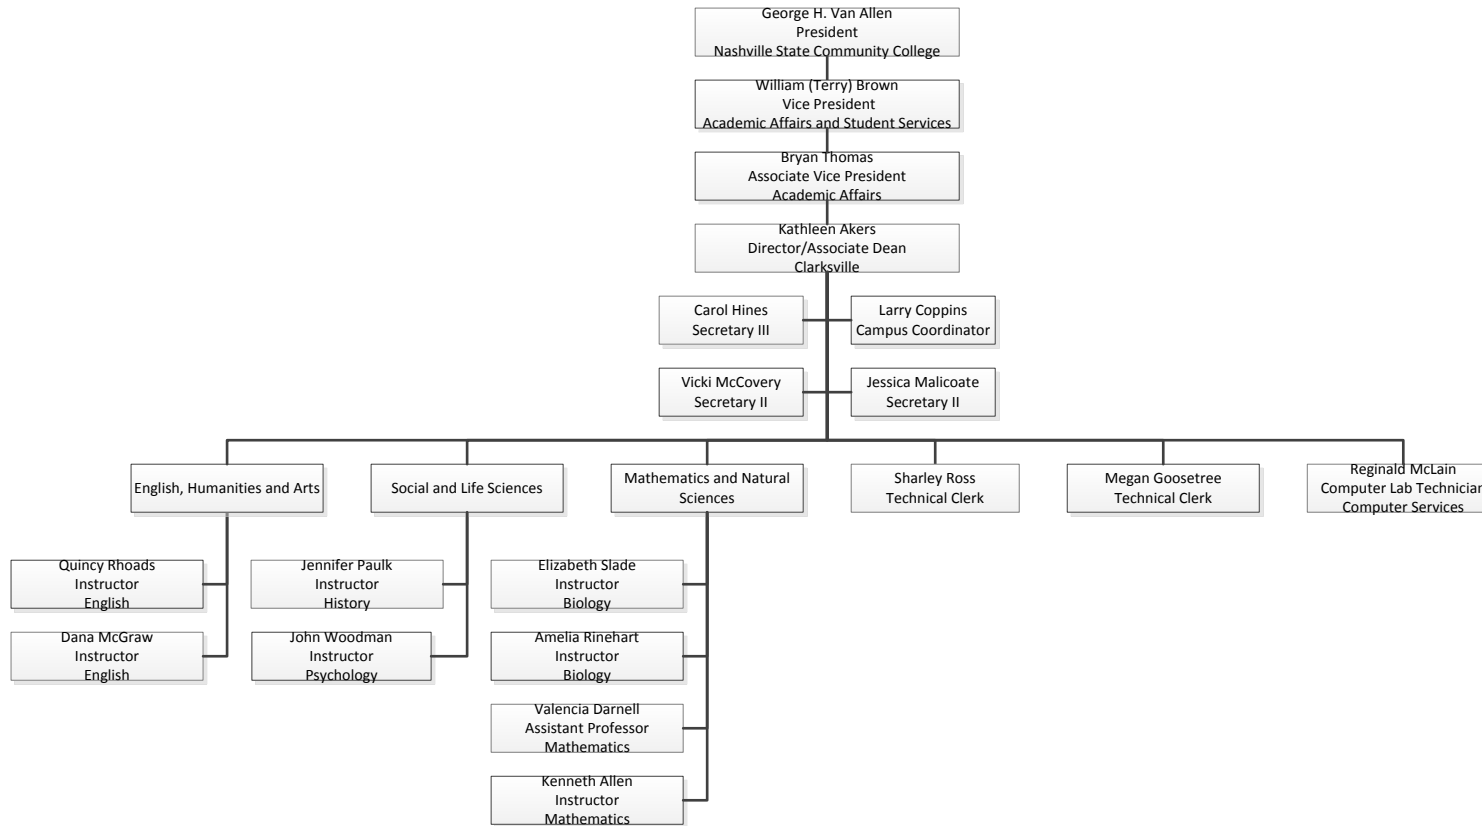 George H. Van Allen
President
Nashville State Community College
William (Terry) Brown
Vice President
Academic Affairs and Student Services
Bryan Thomas
Associate Vice President
Academic Affairs
Kathleen Akers
Director/Associate Dean
Clarksville
Carol Hines
Secretary III
Larry Coppins
Campus Coordinator
Vicki McCovery
Secretary II
Jessica Malicoate
Secretary II
English, Humanities and Arts
Social and Life Sciences
Mathematics and Natural
Sciences
Sharley Ross
Technical Clerk
Megan Goosetree
Technical Clerk
Reginald McLain
Computer Lab Technician
Computer Services
Quincy Rhoads
Instructor
English
Dana McGraw
Instructor
English
Jennifer Paulk
Instructor
History
John Woodman
Instructor
Psychology
Elizabeth Slade
Instructor
Biology
Amelia Rinehart
Instructor
Biology
Valencia Darnell
Assistant Professor
Mathematics
Kenneth Allen
Instructor
Mathematics